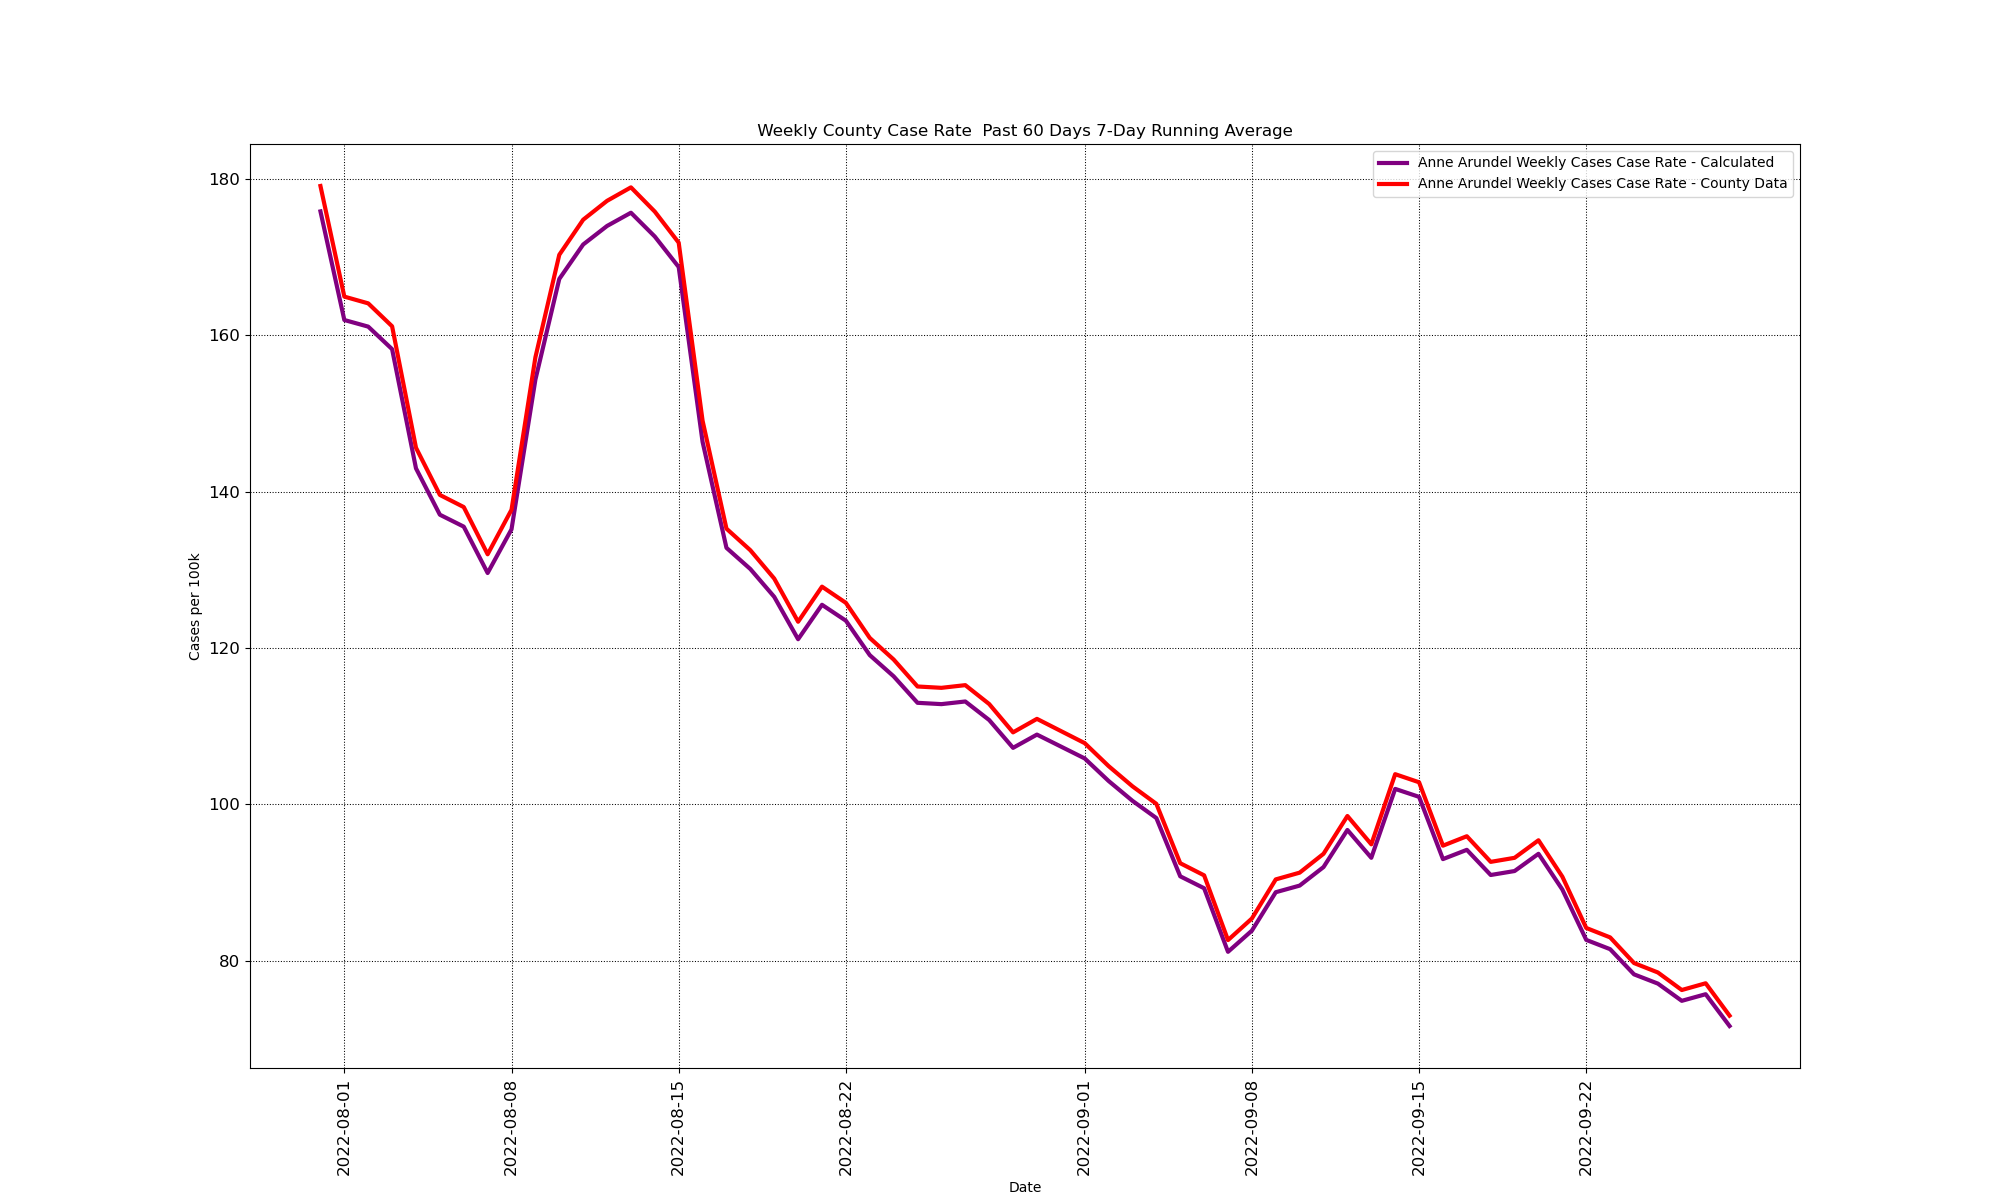 Weekly County Case Rate  Past 60 Days 7-Day Running Average
Anne Arundel Weekly Cases Case Rate - Calculated
Anne Arundel Weekly Cases Case Rate - County Data
180
160
140
120
100
80
Cases per 100k
2022-08-01
2022-08-08
2022-08-15
2022-08-22
2022-09-01
2022-09-08
2022-09-15
2022-09-22
Date